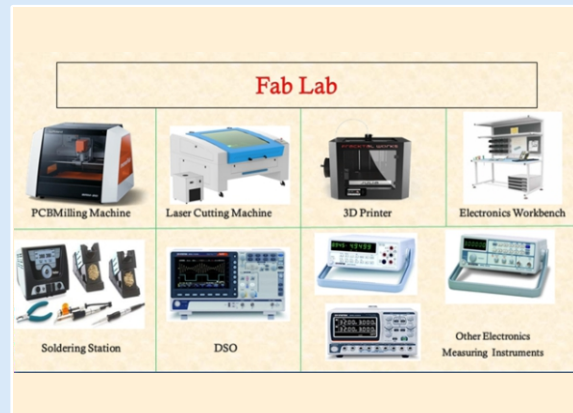 Fab Lab
PCBMilling Machine
Laser Cutting Machine
3D Printer
Electronics Workbench
Soldering Station
DSO
Other Electronics
Measuring Instruments